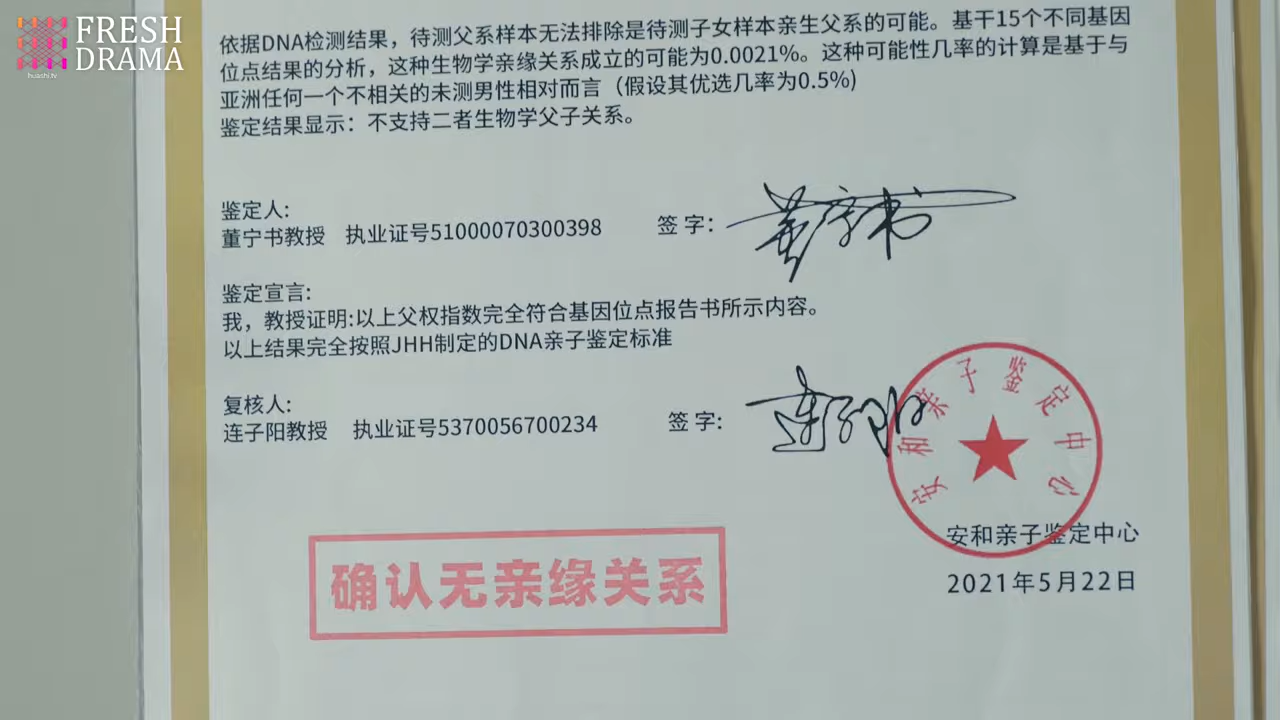 FRESH
DRAMA
huashi.tv
依据DNA检测结果，待测父系样本无法排除是待测子女样本亲生父系的可能。基干15个不同基因
位点结果的分析，这种生物学亲缘关系成立的可能为0.0021%。这种可能性几率的计算是基于与
亚洲任何一个不相关的未测男性相对而言（假设其优选几率为0.5%)
鉴定结果显示：不支持二者生物学父子关系。
鉴定人:
董宁书教授 执业证号51000070300398 签 字： 董宁书
鉴定宣言:
我，教授证明:以上父权指数完全符合基因位点报告书所示内容。
以上结果完全按照JHH制定的DNA亲子鉴定标准
复核人:
连子阳教授 执业证号5370056700234 签 字: 连子阳
安和亲子鉴定中心
安和亲子鉴定中心
2021年5月22日
确认无亲缘关系